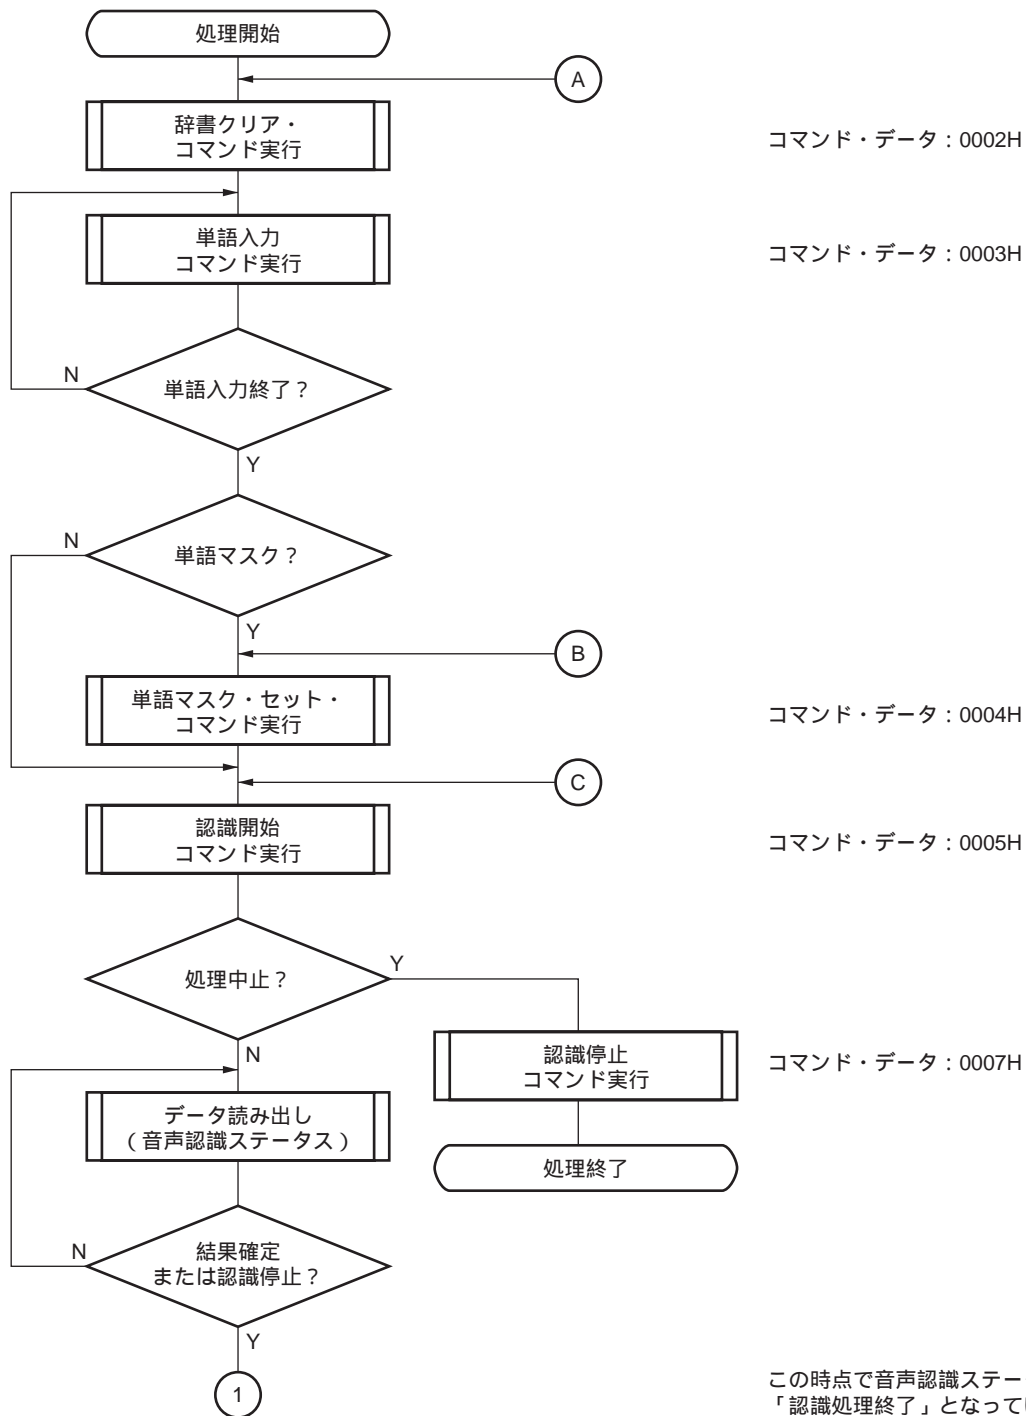 処理開始
A
辞書クリア・
コマンド実行
コマンド・データ：0002H
単語入力
コマンド実行
コマンド・データ：0003H
N
単語入力終了？
Y
N
単語マスク？
Y
B
単語マスク・セット・
コマンド実行
コマンド・データ：0004H
C
認識開始
コマンド実行
コマンド・データ：0005H
処理中止？
Y
N
認識停止
コマンド実行
コマンド・データ：0007H
データ読み出し
（音声認識ステータス）
処理終了
N
結果確定
または認識停止？
Y
1
この時点で音声認識ステー
「認識処理終了」となって